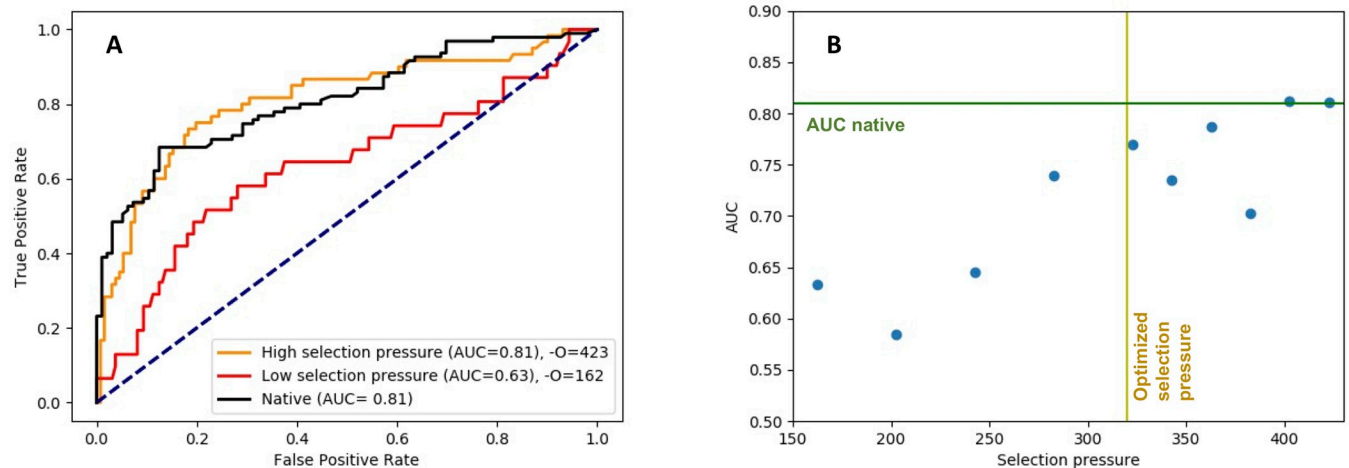 A
1.0
0.8
0.6
0.4
0.2
0.0
True Positive Rate
High selection pressure (AUC=0.81), -O=423
Low selection pressure (AUC=0.63), -O=162
Native (AUC= 0.81)
0.0 0.2 0.4 0.6 0.8 1.0
False Positive Rate
B
0.90
0.85
0.80
0.75
0.70
0.65
0.60
0.55
0.50
AUC
AUC native
Optimized
selection
pressure
150 200 250 300 350 400
Selection pressure